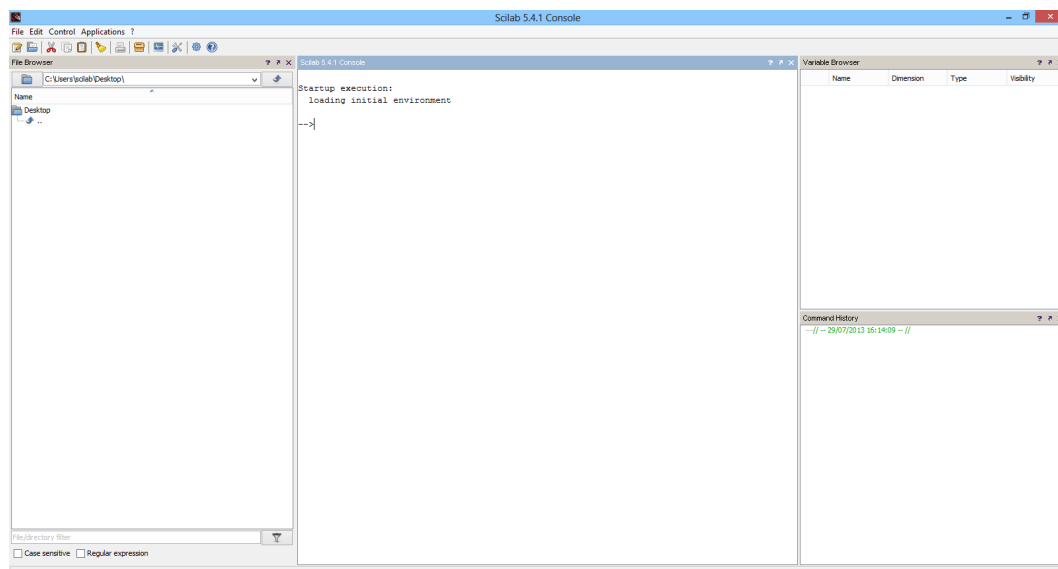 Scilab 5.4.1 Console
File Edit Control Applications ?
File Browser ? ↗ X
C:\Users\scilab\Desktop\
Name
Desktop
..
File/directory filter
Case sensitive Regular expression
Scilab 5.4.1 Console ? ↗ X
Startup execution:
loading initial environment
-->
Variable Browser ? ↗
Name Dimension Type Visibility
Command History ? ↗
// -- 29/07/2013 16:14:09 -- //